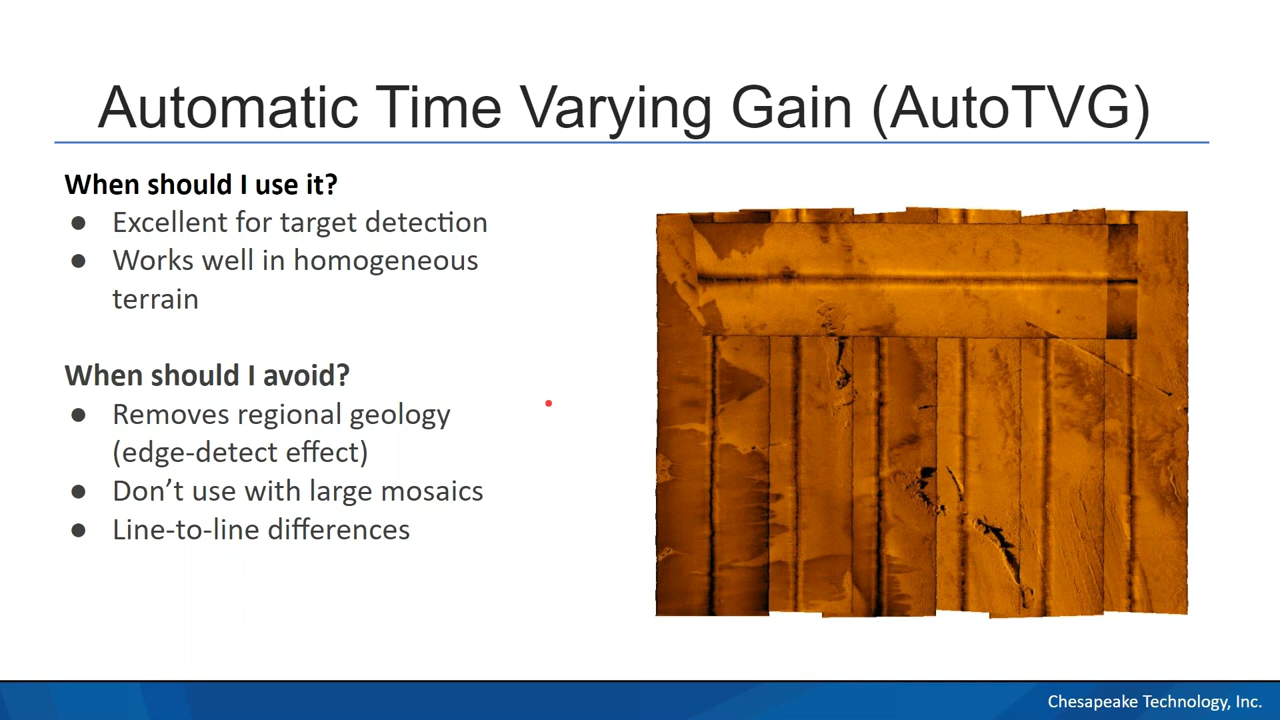 Automatic Time Varying Gain (AutoTVG)
When should I use it?
● Excellent for target detection
● Works well in homogeneous
terrain
When should I avoid?
● Removes regional geology
(edge-detect effect)
● Don’t use with large mosaics
● Line-to-line differences
Chesapeake Technology, Inc.